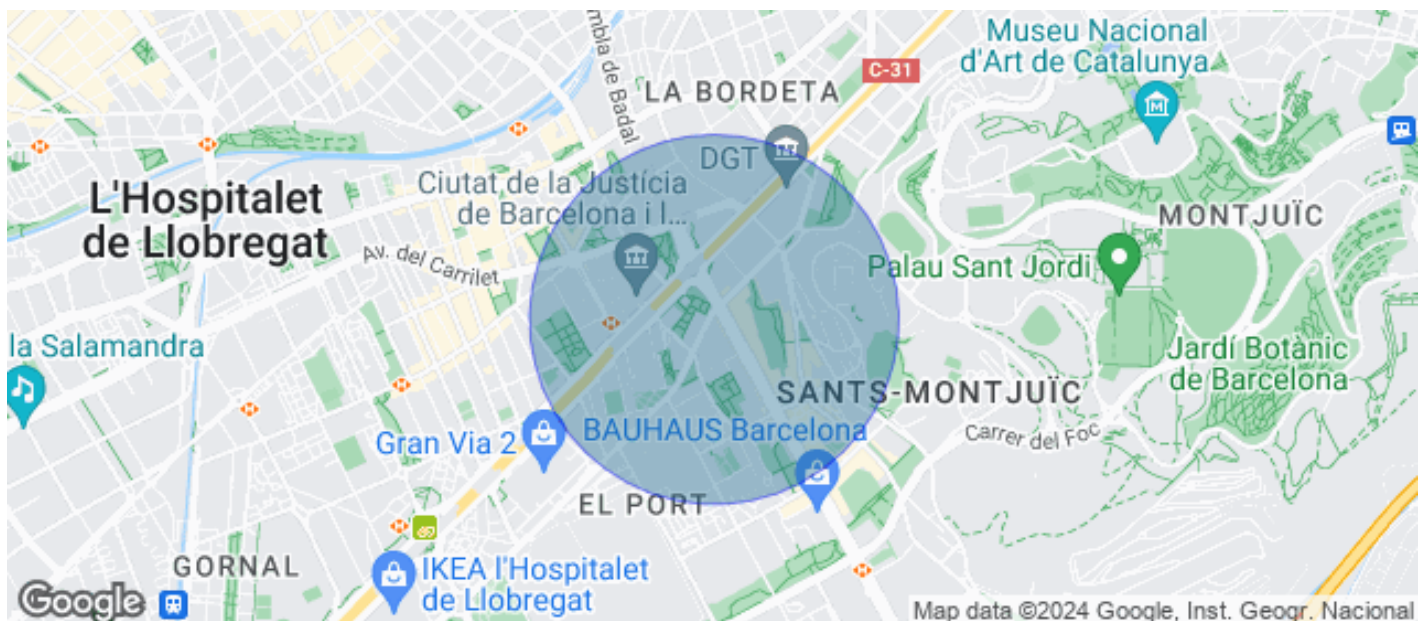 Museu Nacional
d'Art de Catalunya
C-31
mbla de Badal
LA BORDETA
DGT
L'Hospitalet
de Llobregat
Ciutat de la Justícia
de Barcelona i l...
MONTJUÏC
Av. del Carrilet
Palau Sant Jordi
la Salamandra
Jardí Botànic
de Barcelona
SANTS-MONTJUÏC
Gran Via 2
BAUHAUS Barcelona
Carrer del Foc
EL PORT
GORNAL
IKEA l'Hospitalet
de Llobregat
Google
Map data ©2024 Google, Inst. Geogr. Nacional